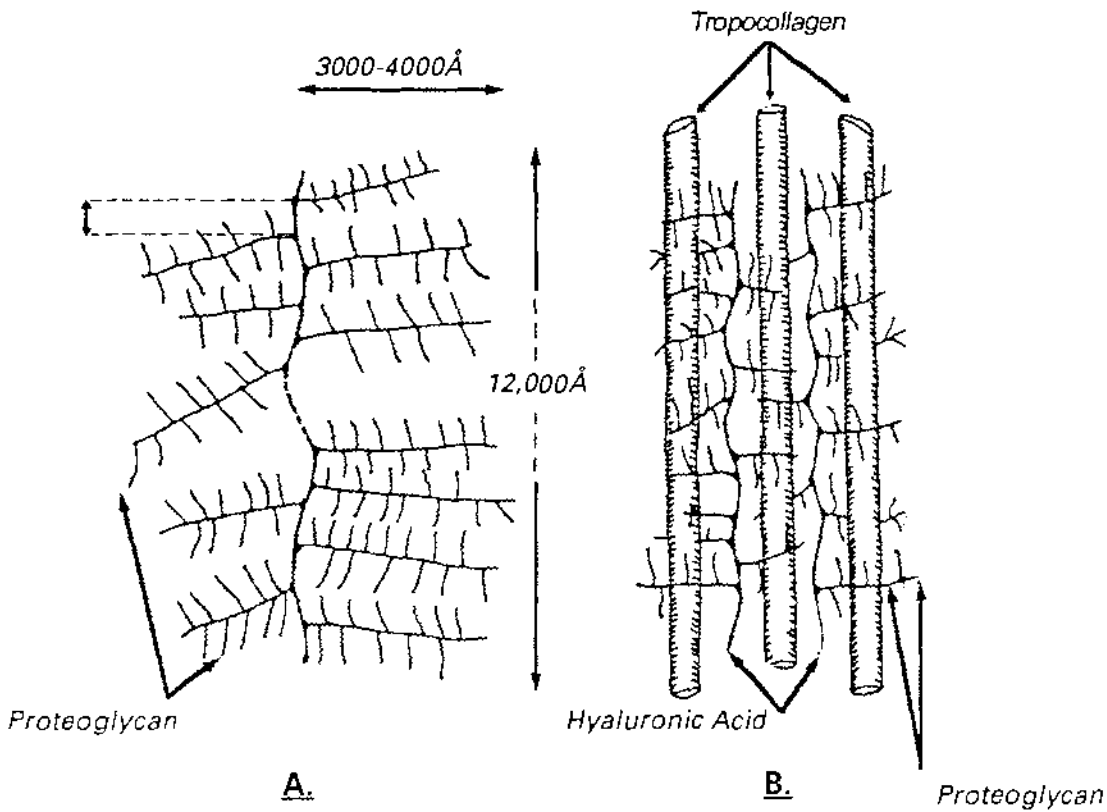 Tropocollagen
3000-4000Å
12,000Å
Proteoglycan
Hyaluronic Acid
A.
B.
Proteoglycan